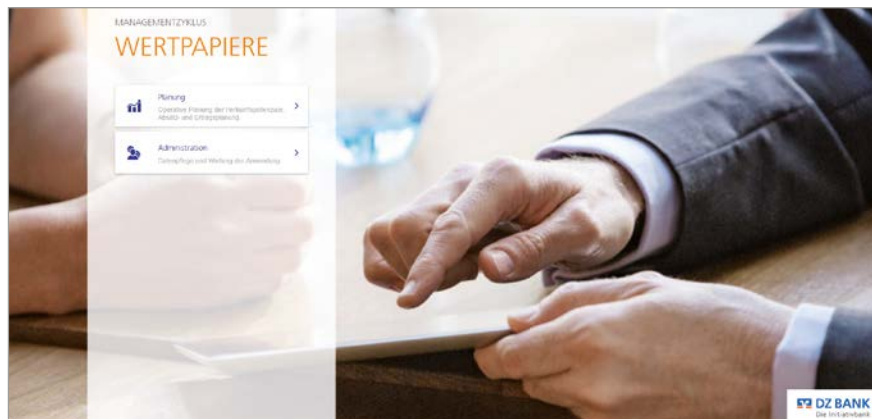 MANAGEMENTZYKLUS
WERTPAPIERE
Planung
Operative Planung der
Absatz- und Ertragsplanung.
Administration
Datenpflege und Wartung der Anwendung.
DZ BANK
Die Initiativbank